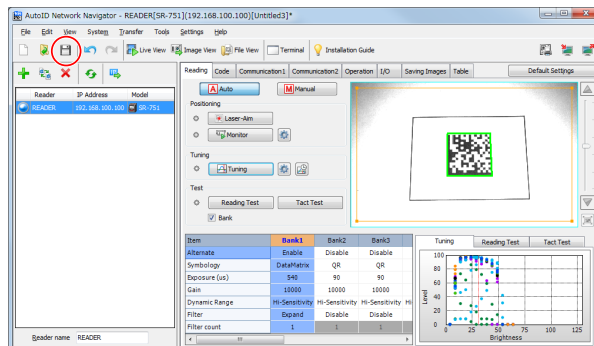 AutoID Network Navigator - READER[SR-751](192.168.100.100)[Untitled3]*
File Edit View System Transfer Tools Settings Help
Live View Image View File View Terminal Installation Guide
Reading Code Communication1 Communication2 Operation I/O Saving Images Table Default Settings
Reader IP Address Model
READER 192.168.100.100 SR-751
A Auto M Manual
Positioning
Laser-Aim
Monitor
Tuning
Tuning
Test
Reading Test Tact Test
Bank
Item Bank1 Bank2 Bank3
Alternate Enable Disable Disable
Symbology DataMatrix QR QR
Exposure (us) 540 90 90
Gain 10000 10000 10000
Dynamic Range Hi-Sensitivity Hi-Sensitivity Hi-Sensitivity Hi
Filter Expand Disable Disable
Filter count 1 1 1
Tuning Reading Test Tact Test
Level
100
80
60
40
20
0
0 25 50 75 100 125
Brightness
Reader name READER